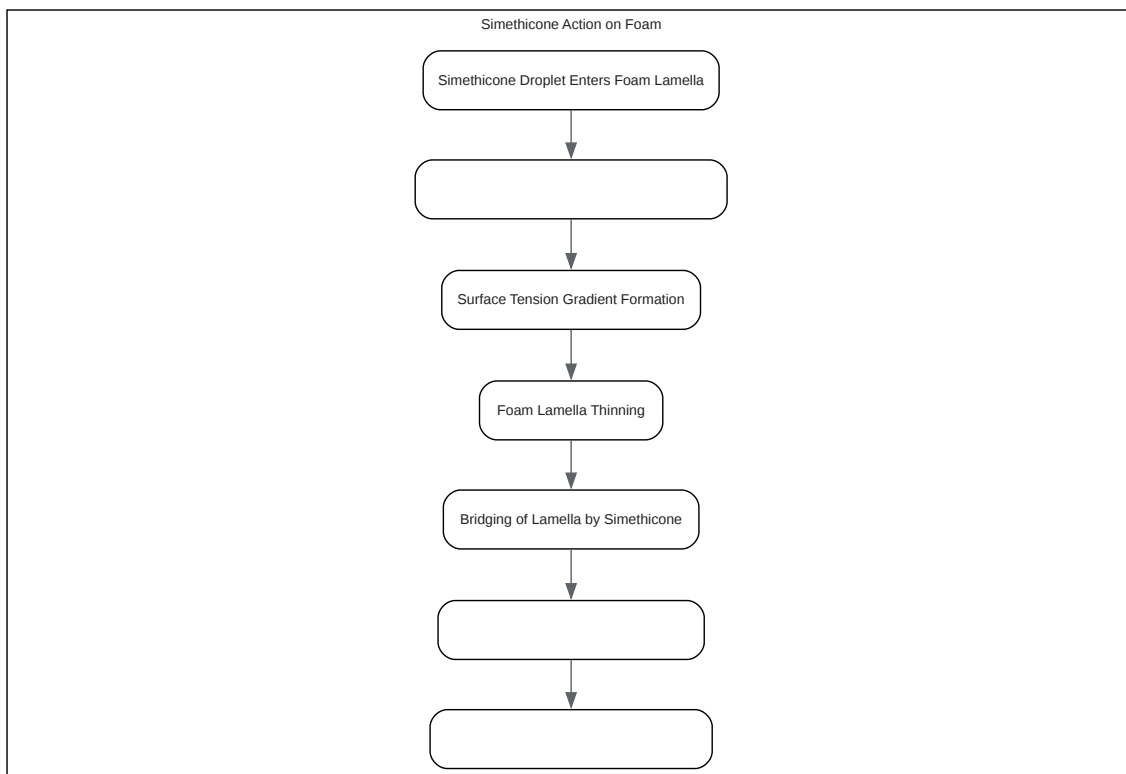 Simethicone Action on Foam
Simethicone Droplet Enters Foam Lamella
Surface Tension Gradient Formation
Foam Lamella Thinning
Bridging of Lamella by Simethicone